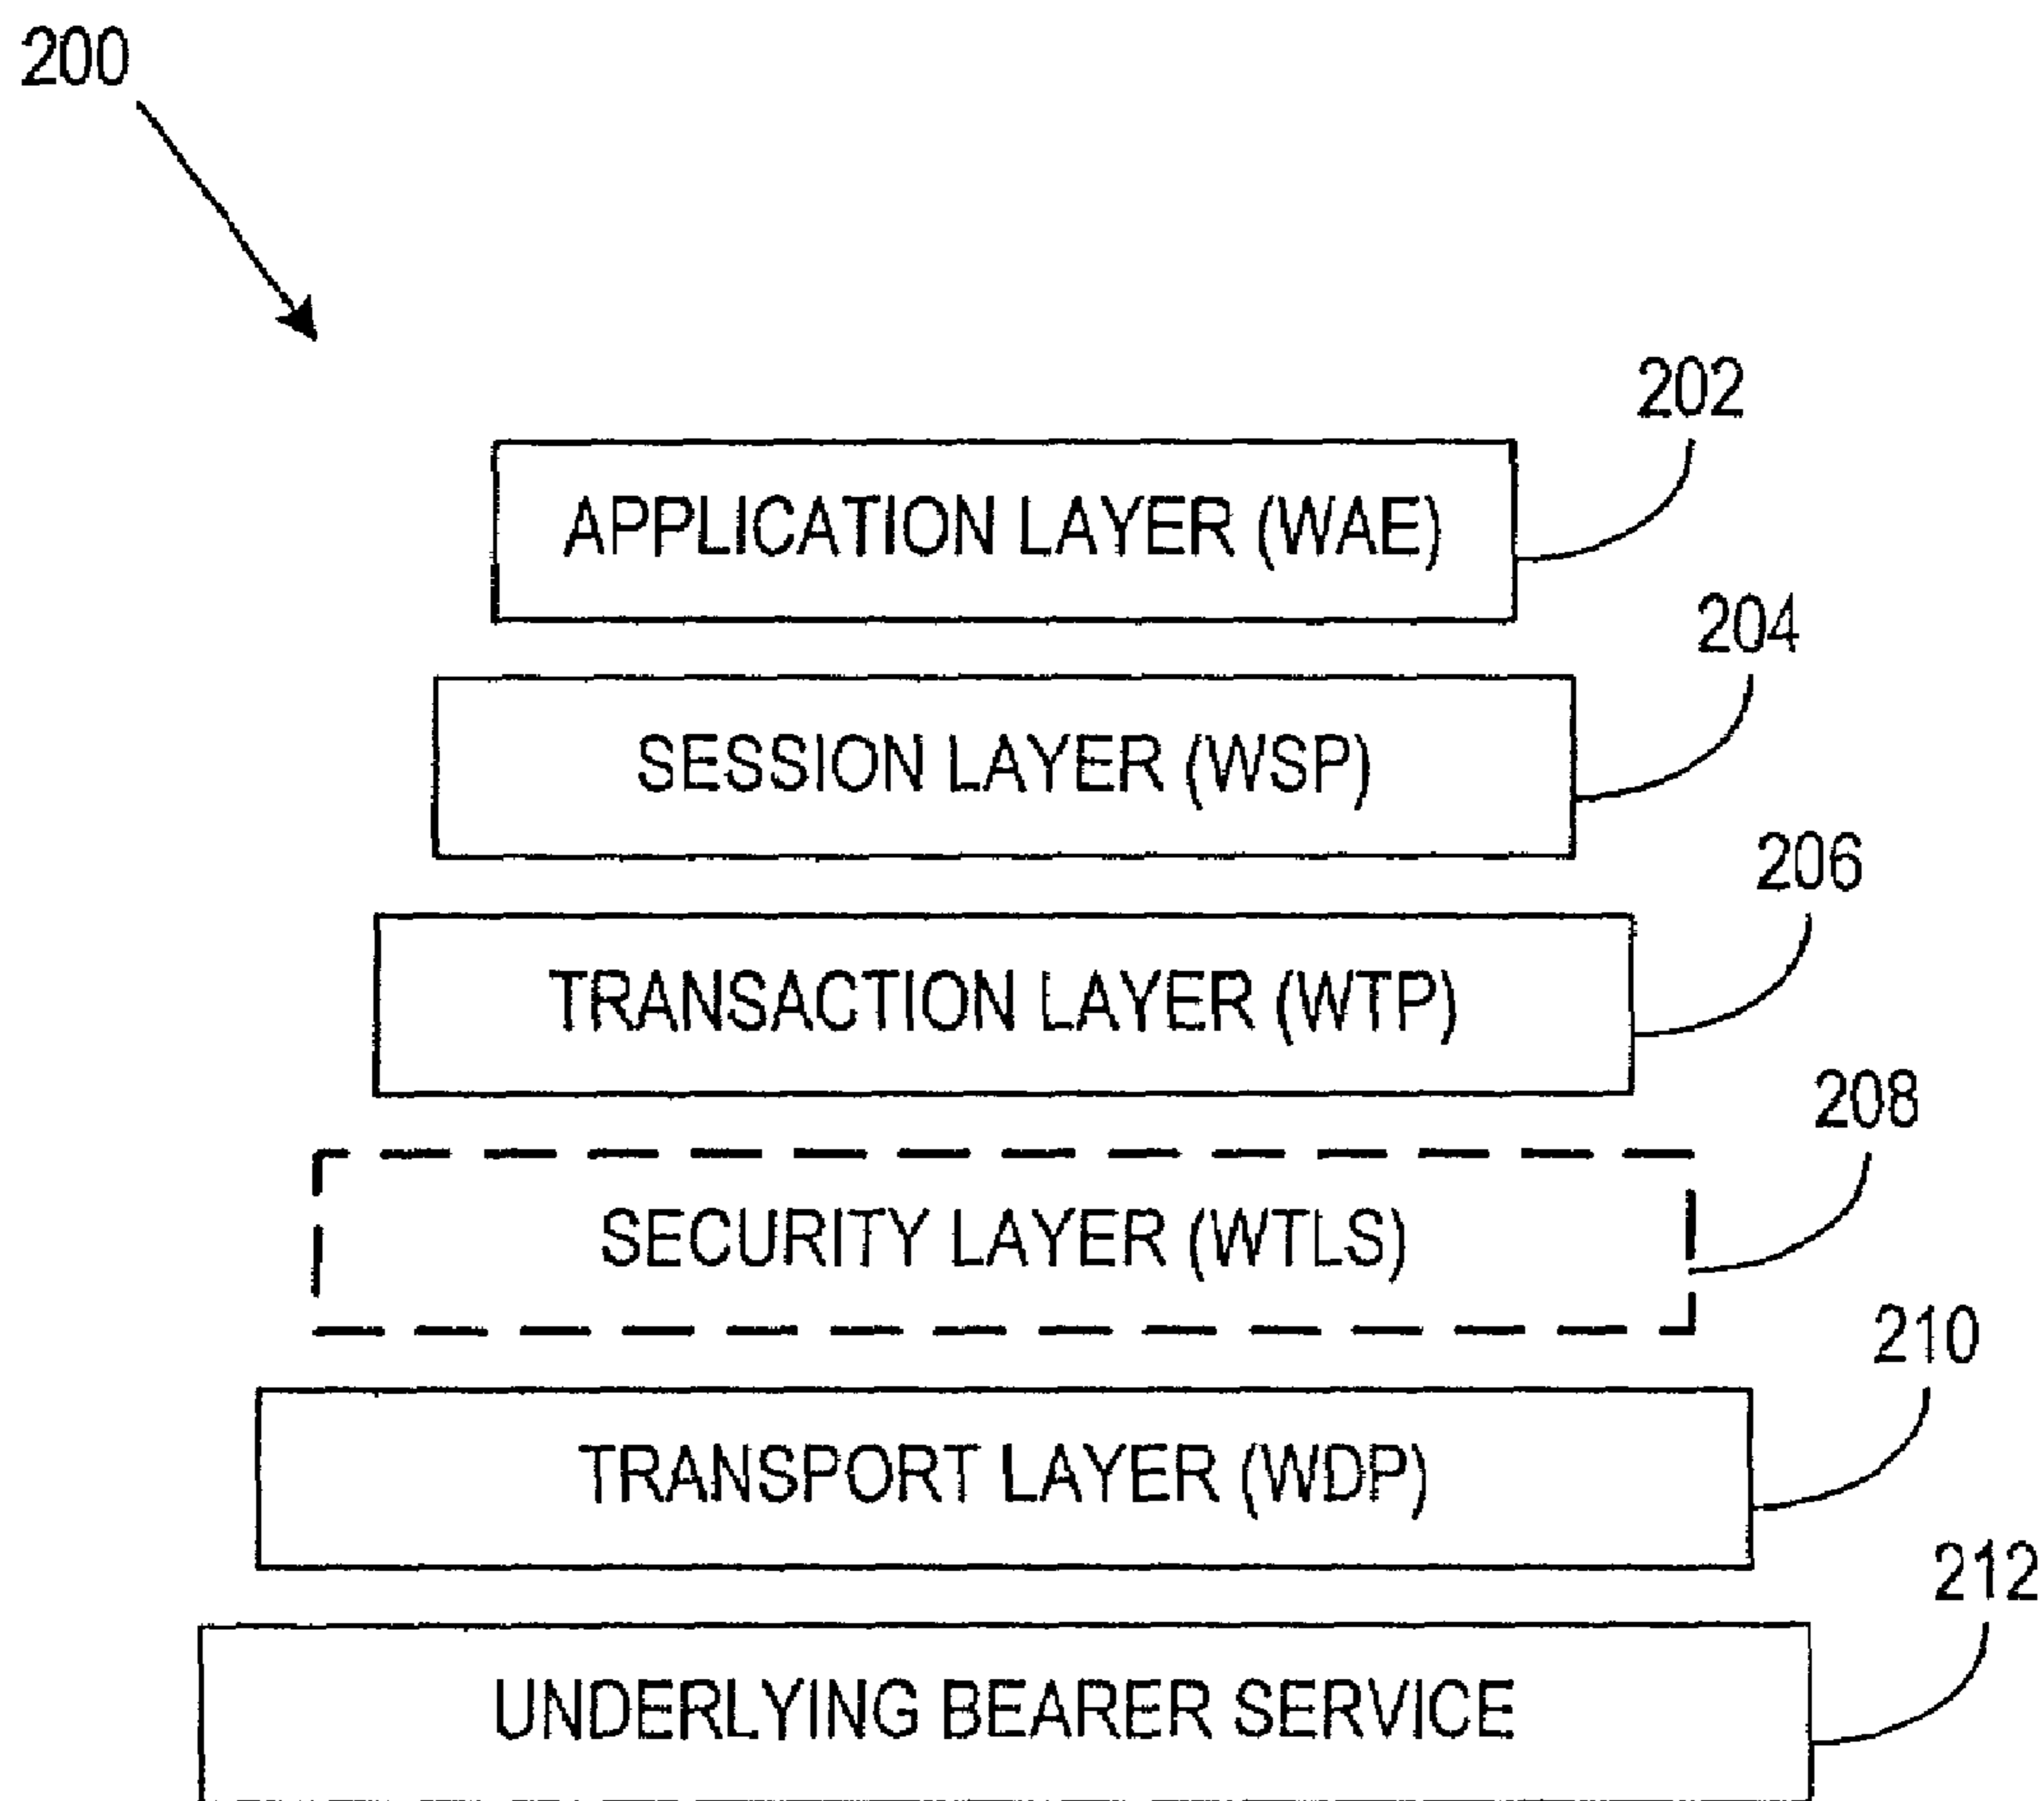 200
202
APPLICATION LAYER (WAE)
204
SESSION LAYER (WSP)
206
TRANSACTION LAYER (WTP)
208
SECURITY LAYER (WTLS)
210
TRANSPORT LAYER (WDP)
212
UNDERLYING BEARER SERVICE